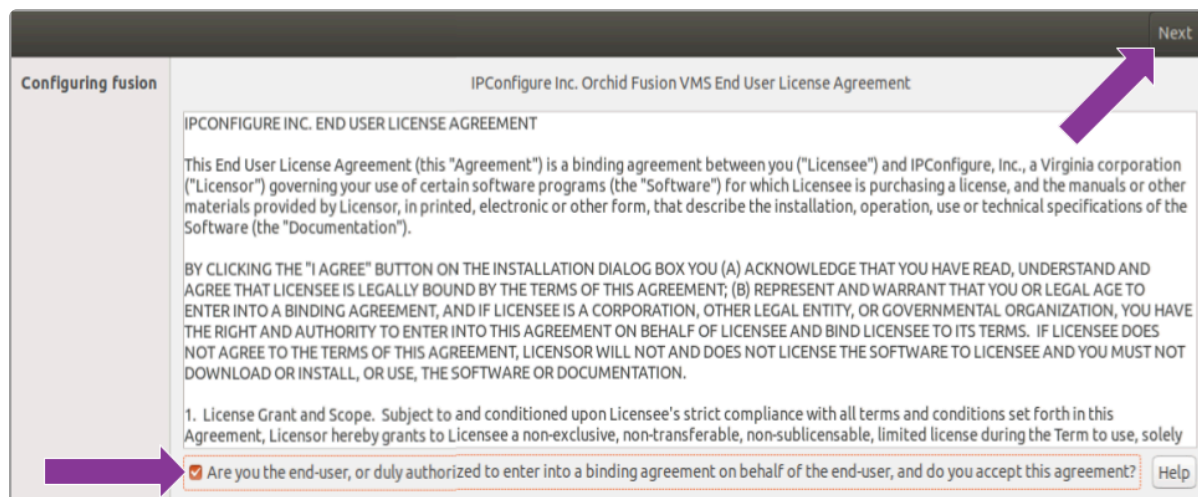 Next
Configuring fusion
IPConfigure Inc. Orchid Fusion VMS End User License Agreement
IPCONFIGURE INC. END USER LICENSE AGREEMENT
This End User License Agreement (this "Agreement") is a binding agreement between you ("Licensee") and IPConfigure, Inc., a Virginia corporation
("Licensor") governing your use of certain software programs (the "Software") for which Licensee is purchasing a license, and the manuals or other
materials provided by Licensor, in printed, electronic or other form, that describe the installation, operation, use or technical specifications of the
Software (the "Documentation").
BY CLICKING THE "I AGREE" BUTTON ON THE INSTALLATION DIALOG BOX YOU (A) ACKNOWLEDGE THAT YOU HAVE READ, UNDERSTAND AND
AGREE THAT LICENSEE IS LEGALLY BOUND BY THE TERMS OF THIS AGREEMENT; (B) REPRESENT AND WARRANT THAT YOU OR LEGAL AGE TO
ENTER INTO A BINDING AGREEMENT, AND IF LICENSEE IS A CORPORATION, OTHER LEGAL ENTITY, OR GOVERNMENTAL ORGANIZATION, YOU HAVE
THE RIGHT AND AUTHORITY TO ENTER INTO THIS AGREEMENT ON BEHALF OF LICENSEE AND BIND LICENSEE TO ITS TERMS. IF LICENSEE DOES
NOT AGREE TO THE TERMS OF THIS AGREEMENT, LICENSOR WILL NOT AND DOES NOT LICENSE THE SOFTWARE TO LICENSEE AND YOU MUST NOT
DOWNLOAD OR INSTALL, OR USE, THE SOFTWARE OR DOCUMENTATION.
1. License Grant and Scope. Subject to and conditioned upon Licensee's strict compliance with all terms and conditions set forth in this
Agreement, Licensor hereby grants to Licensee a non-exclusive, non-transferable, non-sublicensable, limited license during the Term to use, solely
Are you the end-user, or duly authorized to enter into a binding agreement on behalf of the end-user, and do you accept this agreement?
Help